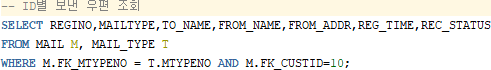 -- ID별 보낸 우편 조회
SELECT REGINO,MAILTYPE,TO_NAME,FROM_NAME,FROM_ADDR,REG_TIME,REC_STATUS
FROM MAIL M, MAIL_TYPE T
WHERE M.FK_MTYPENO = T.MTYPENO AND M.FK_CUSTID=10;